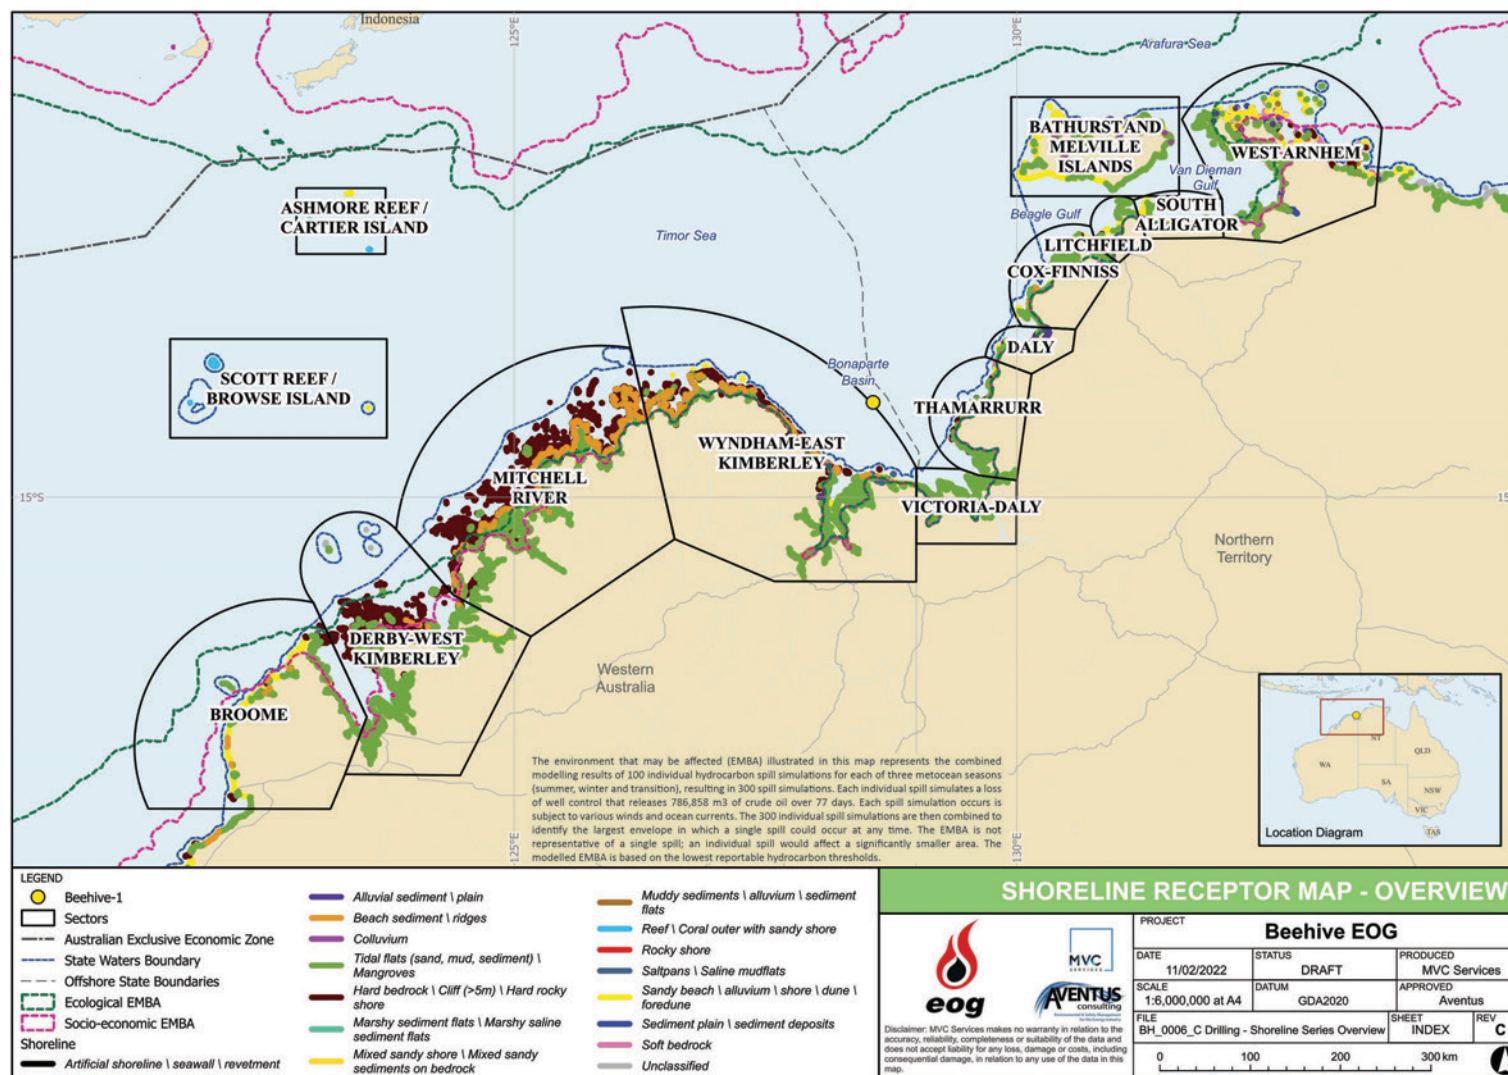 Indonesia
125°E
130°E
Arafura Sea
BATHURST AND
MELVILLE
ISLANDS
WEST ARNHEM
Van Dieman
Gulf
ASHMORE REEF /
CARTIER ISLAND
Timor Sea
Beagle Gulf
SOUTH
ALLIGATOR
LITCHFIELD
COX-FINNISS
DALY
SCOTT REEF /
BROWSE ISLAND
Bonaparte
Basin
THAMARRURR
WYNDHAM-EAST
KIMBERLEY
MITCHELL
RIVER
15°S
VICTORIA-DALY
Northern
Territory
DERBY-WEST
KIMBERLEY
Western
Australia
BROOME
The environment that may be affected (EMBA) illustrated in this map represents the combined
modelling results of 100 individual hydrocarbon spill simulations for each of three metocean seasons
(summer, winter and transition), resulting in 300 spill simulations. Each individual spill simulates a loss
of well control that releases 786,858 m3 of crude oil over 77 days. Each spill simulation occurs is
subject to various winds and ocean currents. The 300 individual spill simulations are then combined to
identify the largest envelope in which a single spill could occur at any time. The EMBA is not
representative of a single spill; an individual spill would affect a significantly smaller area. The
modelled EMBA is based on the lowest reportable hydrocarbon thresholds.
125°E
130°E
WA
NT
QLD
SA
NSW
VIC
TAS
Location Diagram
LEGEND
Beehive-1
Sectors
Australian Exclusive Economic Zone
State Waters Boundary
Offshore State Boundaries
Ecological EMBA
Socio-economic EMBA
Shoreline
Artificial shoreline \ seawall \ revetment
Alluvial sediment \ plain
Beach sediment \ ridges
Colluvium
Tidal flats (sand, mud, sediment) \
Mangroves
Hard bedrock \ Cliff (>5m) \ Hard rocky
shore
Marshy sediment flats \ Marshy saline
sediment flats
Mixed sandy shore \ Mixed sandy
sediments on bedrock
Muddy sediments \ alluvium \ sediment
flats
Reef \ Coral outer with sandy shore
Rocky shore
Saltpans \ Saline mudflats
Sandy beach \ alluvium \ shore \ dune \
foredune
Sediment plain \ sediment deposits
Soft bedrock
Unclassified
SHORELINE RECEPTOR MAP - OVERVIEW
eog
MVC
SERVICES
AVENTUS
consulting
Disclaimer: MVC Services makes no warranty in relation to the
accuracy, reliability, completeness or suitability of the data and
does not accept liability for any loss, damage or costs, including
consequential damage, in relation to any use of the data in this
map.
PROJECT
Beehive EOG
DATE
11/02/2022
STATUS
DRAFT
PRODUCED
MVC Services
SCALE
1:6,000,000 at A4
DATUM
GDA2020
APPROVED
Aventus
FILE
BH_0006_C Drilling - Shoreline Series Overview
SHEET
INDEX
REV
C
0 100 200 300 km